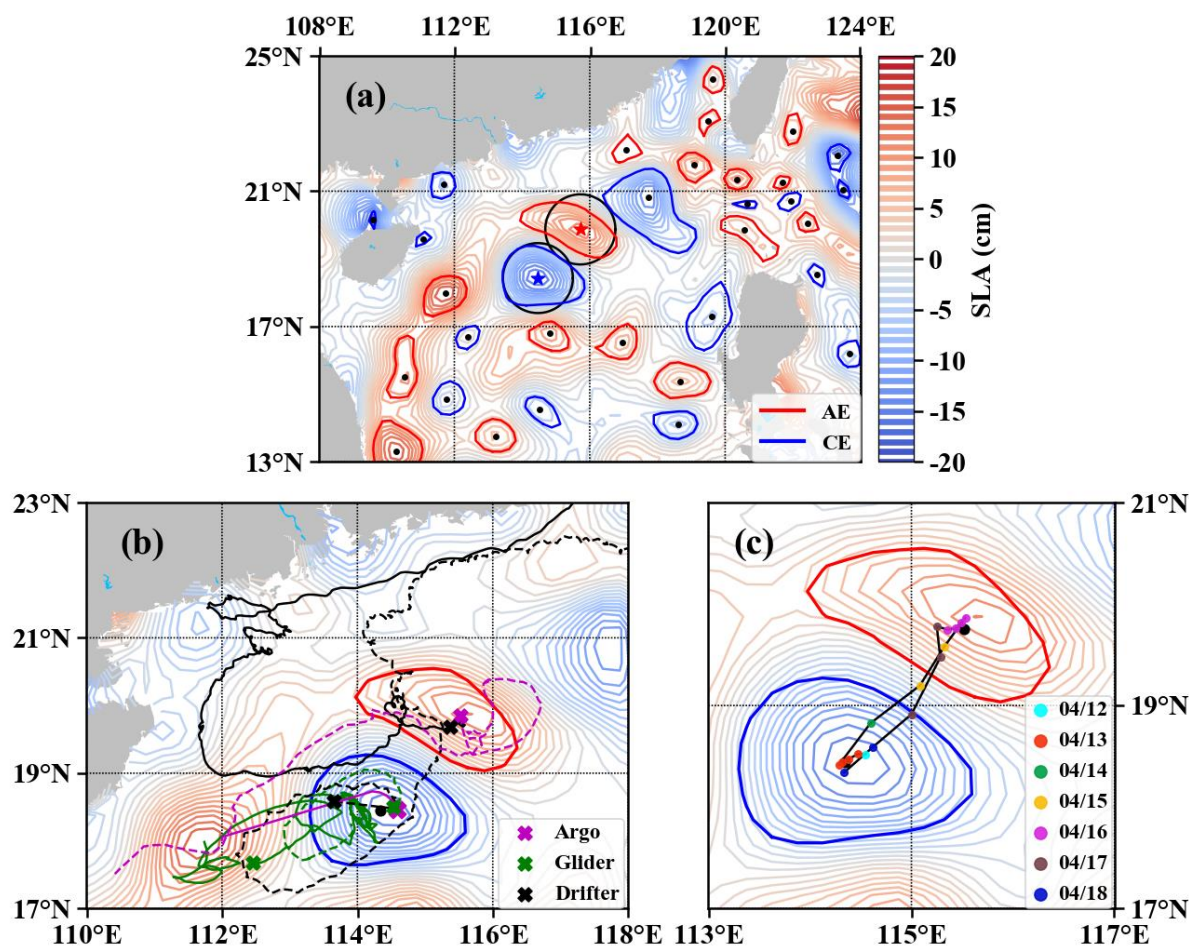 108°E 112°E 116°E 120°E 124°E
25°N
21°N
17°N
13°N
(a)
AE
CE
20
15
10
5
0
-5
-10
-15
-20
SLA (cm)
23°N
21°N
19°N
17°N
(b)
Argo
Glider
Drifter
110°E 112°E 114°E 116°E 118°E
(c)
21°N
19°N
17°N
04/12
04/13
04/14
04/15
04/16
04/17
04/18
113°E 115°E 117°E